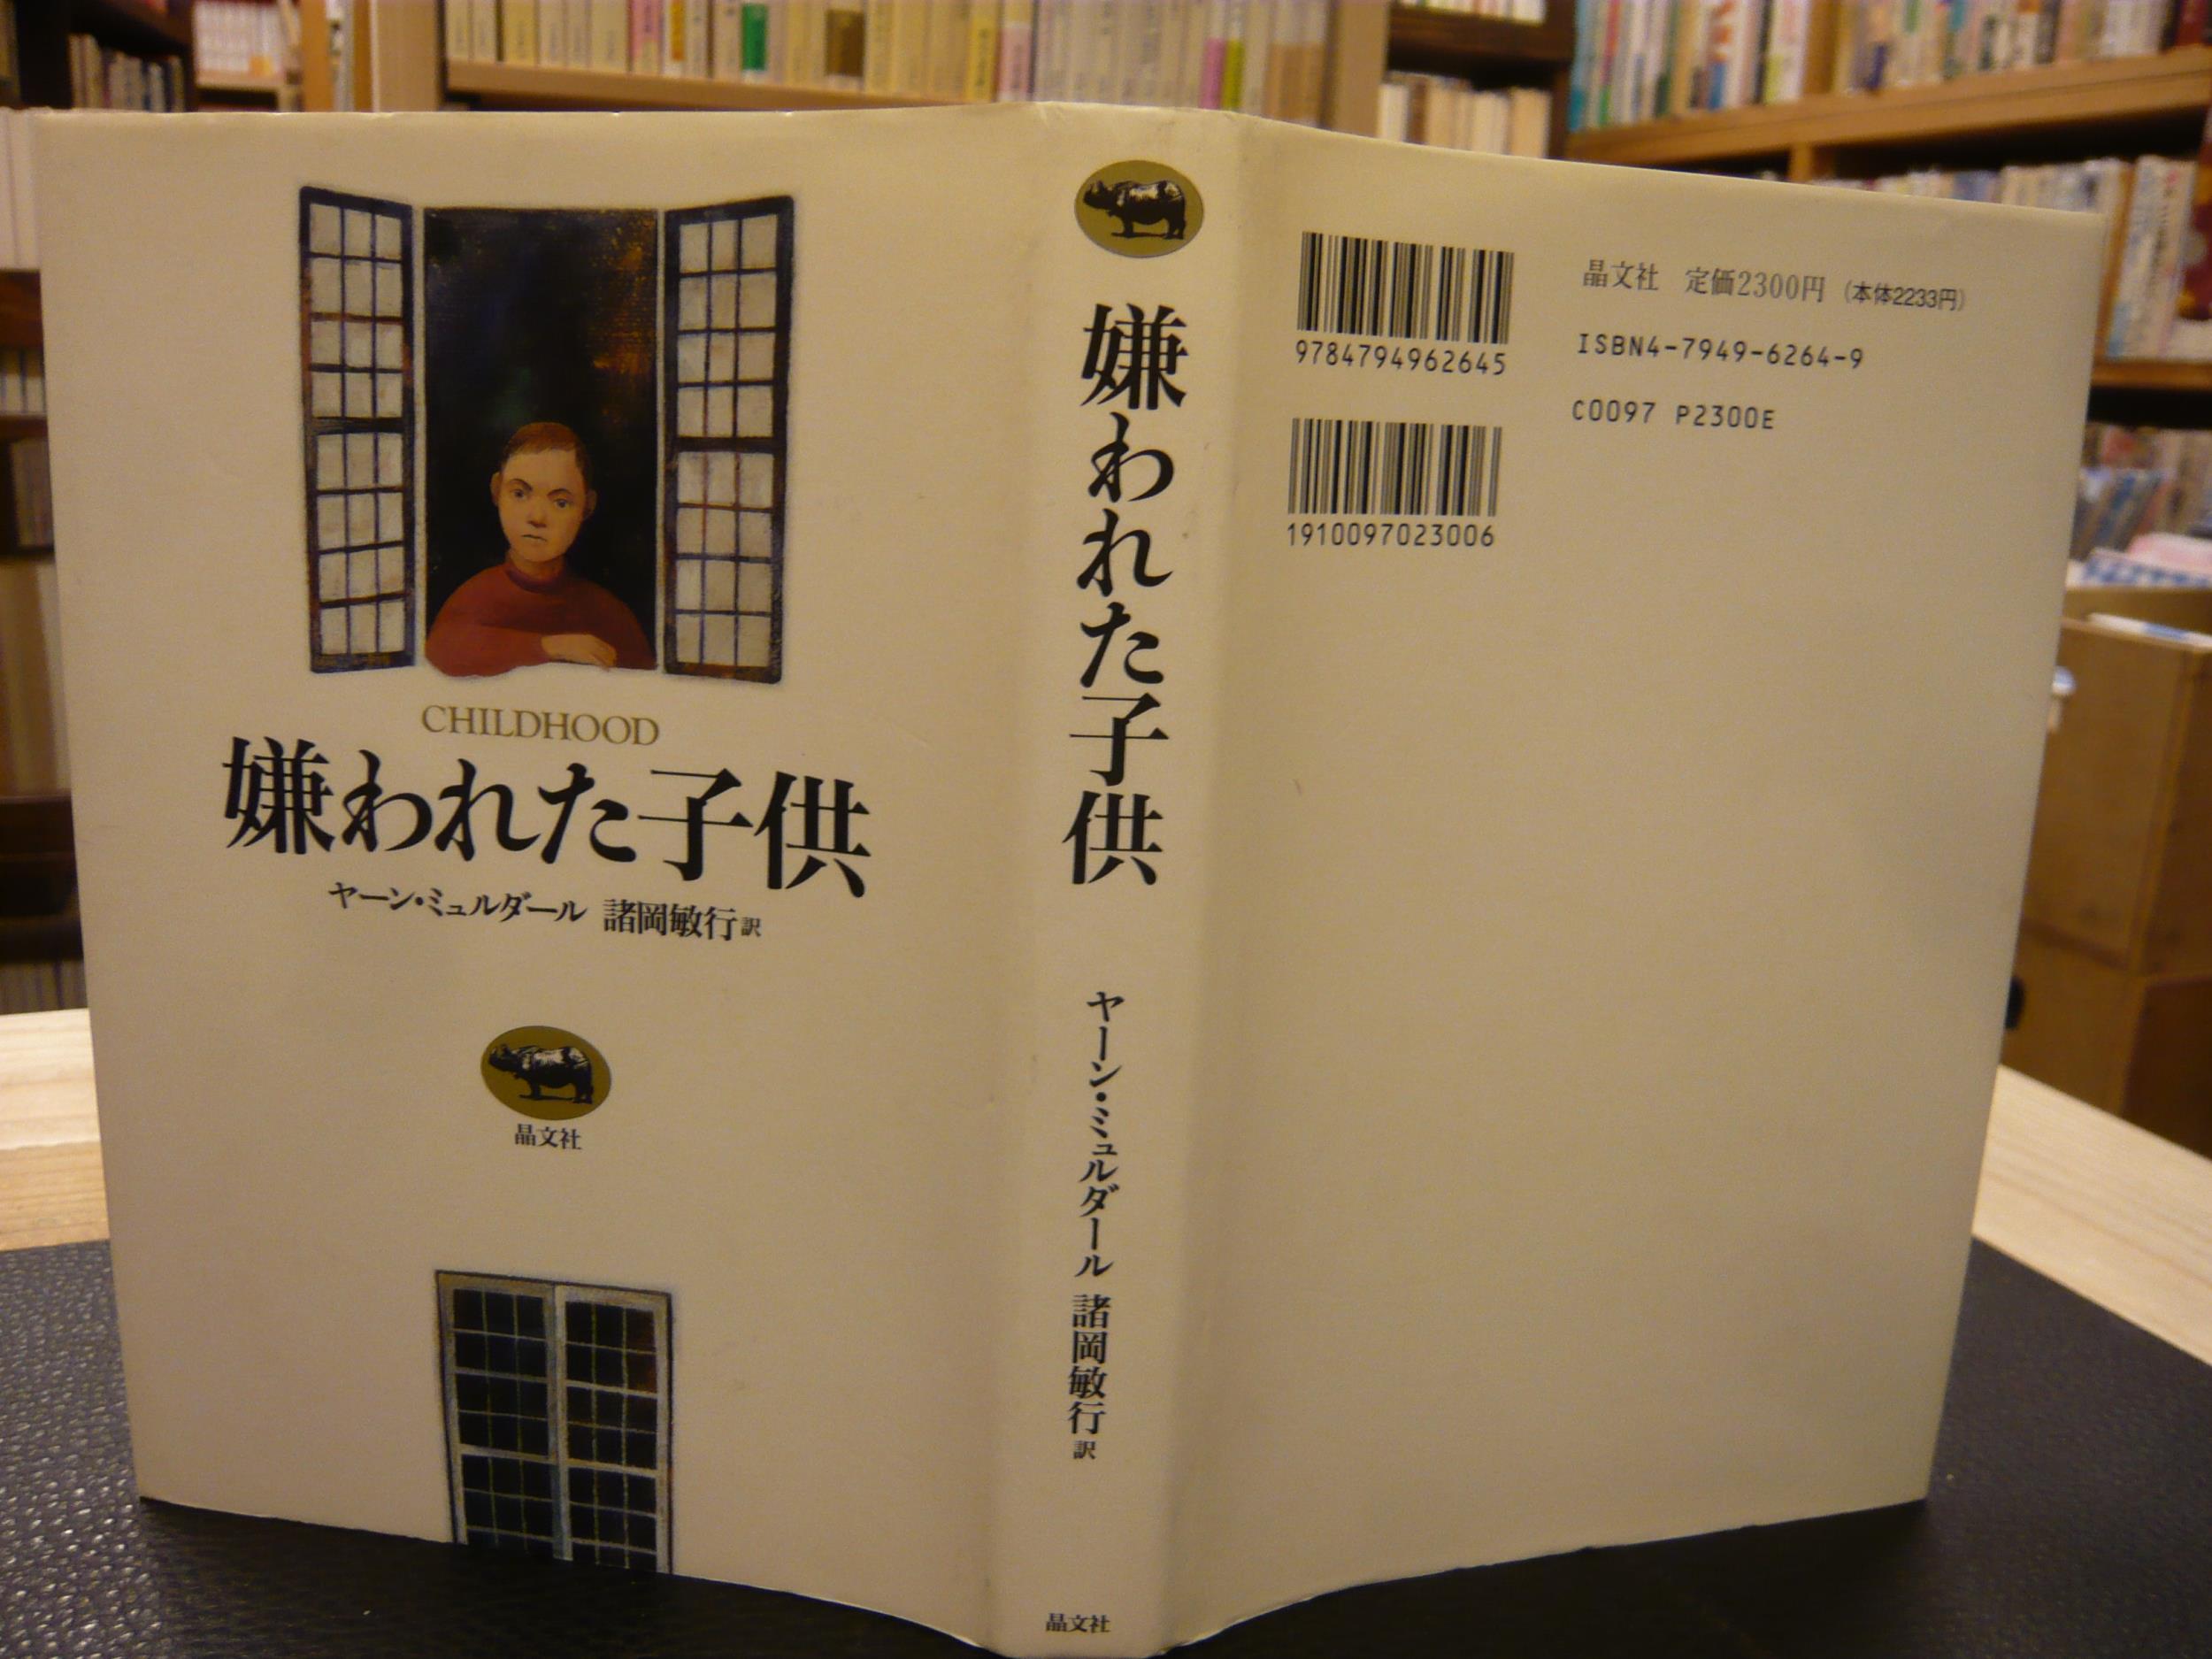 CHILDHOOD
嫌われた子供
ヤーン・ミュルダール 諸岡敏行訳
晶文社
嫌われた子供
ヤーン・ミュルダール 諸岡敏行訳
晶文社
9784794962645
1910097023006
晶文社 定価2300円(本体2233円)
ISBN4-7949-6264-9
C0097 P2300E